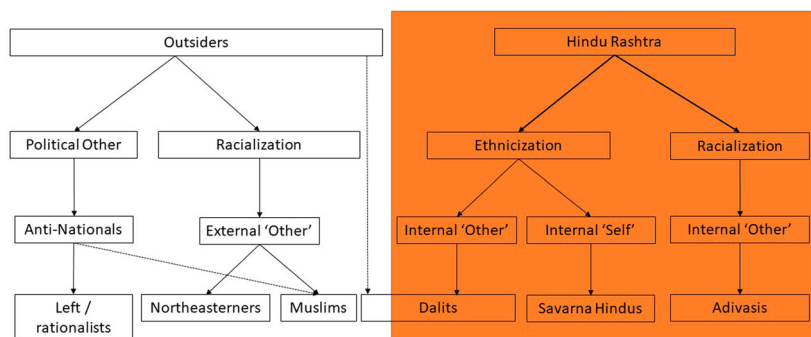 Outsiders
Hindu Rashtra
Political Other
Racialization
Ethnicization
Racialization
Anti-Nationals
External ‘Other’
Internal ‘Other’
Internal ‘Self’
Internal ‘Other’
Left /
rationalists
Northeasterners
Muslims
Dalits
Savarna Hindus
Adivasis